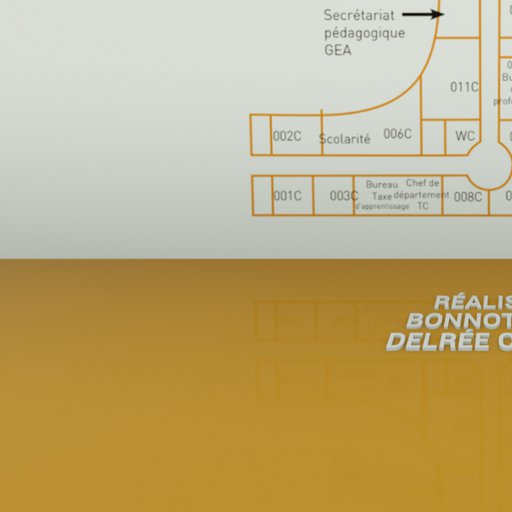 Secrétariat
pédagogique
GEA
011C
002C
Scolarité
006C
WC
001C
003C
Bureau
Taxe
d'apprentissage
Chef de
département
TC
008C
RÉALIS
BONNOT
DELRÉE C